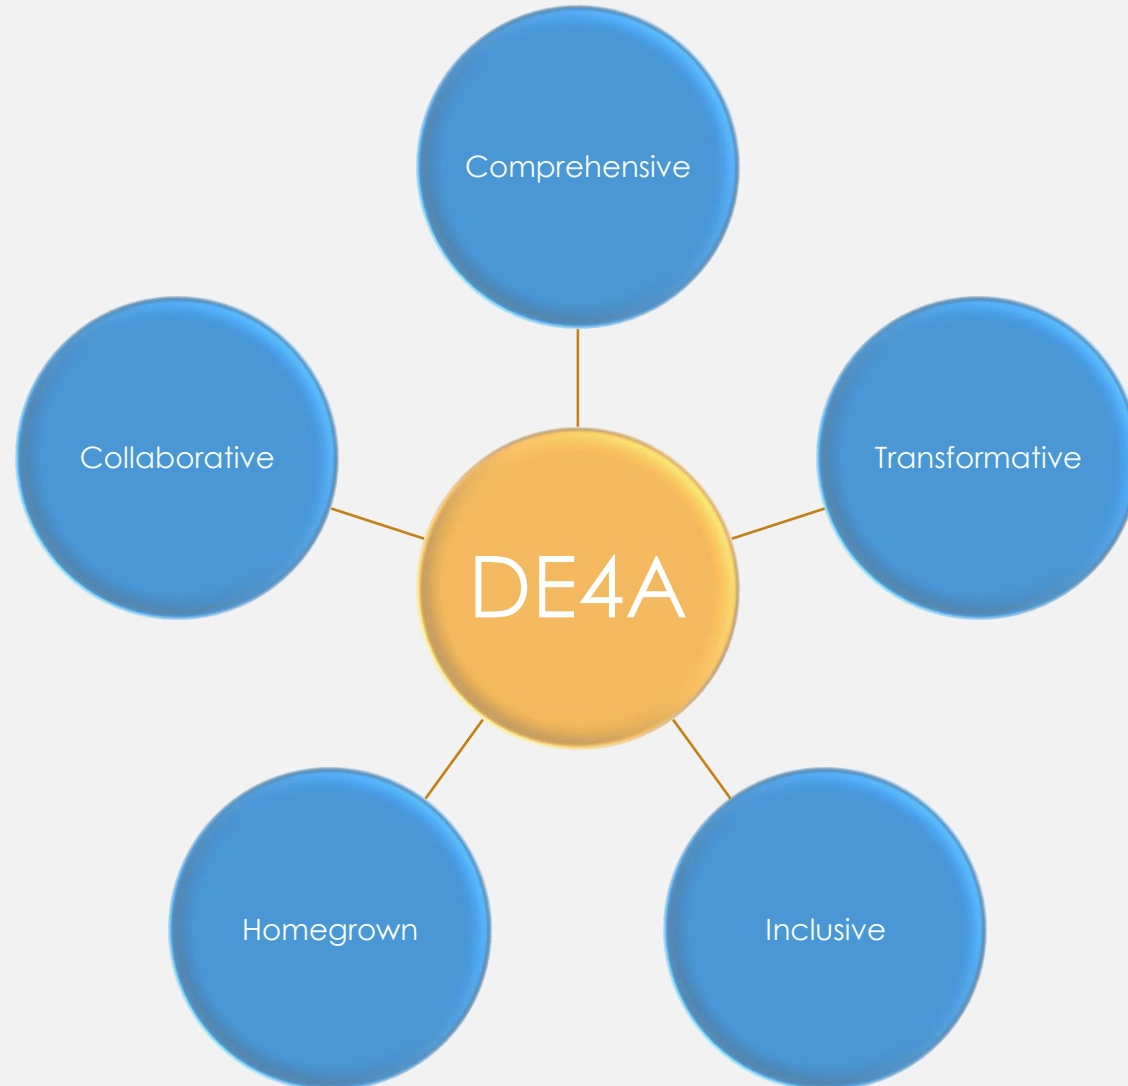 Comprehensive
Collaborative
Transformative
DE4A
Homegrown
Inclusive